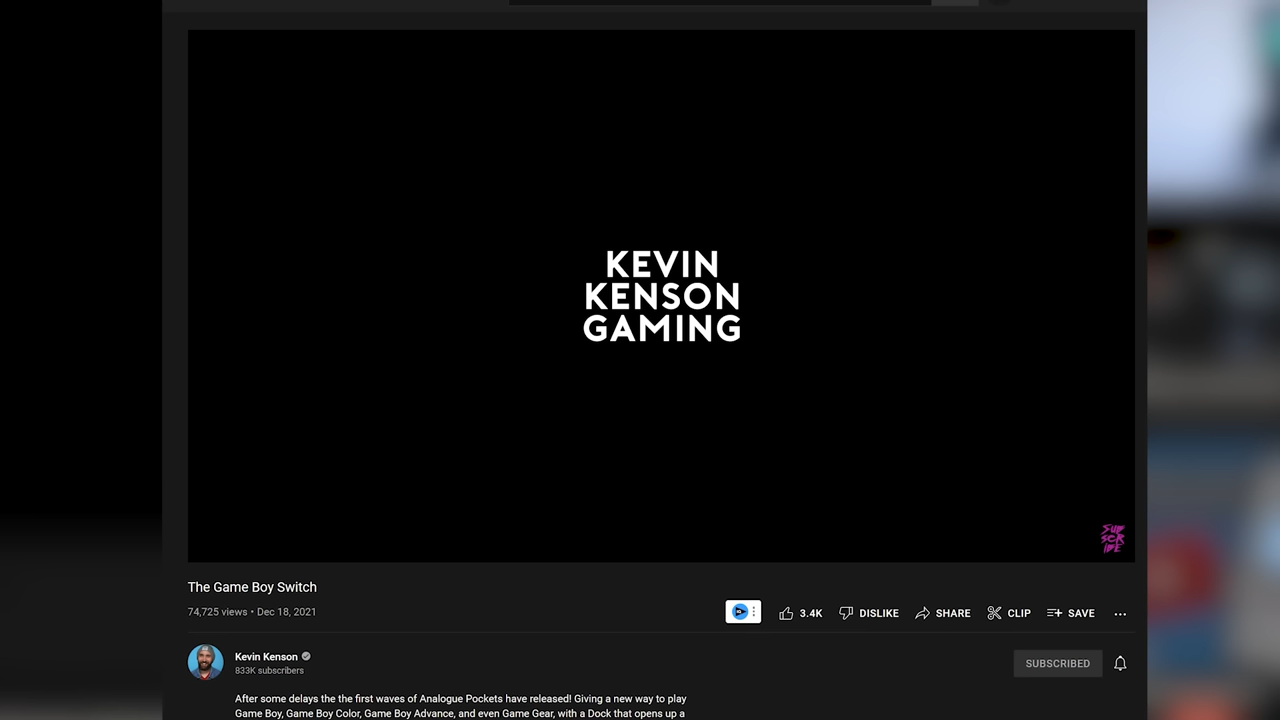 KEVIN
KENSON
GAMING
SUB
SCR
IBE
The Game Boy Switch
74,725 views • Dec 18, 2021
3.4K DISLIKE SHARE CLIP SAVE ...
Kevin Kenson
833K subscribers
SUBSCRIBED
After some delays the the first waves of Analogue Pockets have released! Giving a new way to play
Game Boy, Game Boy Color, Game Boy Advance, and even Game Gear, with a Dock that opens up a